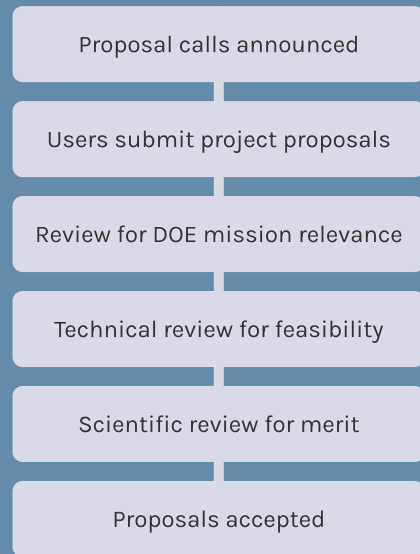 Proposal calls announced
Users submit project proposals
Review for DOE mission relevance
Technical review for feasibility
Scientific review for merit
Proposals accepted